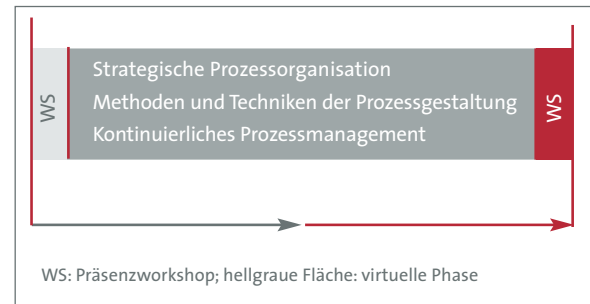 WS
Strategische Prozessorganisation
Methoden und Techniken der Prozessgestaltung
Kontinuierliches Prozessmanagement
WS
WS: Präsenzworkshop; hellgraue Fläche: virtuelle Phase